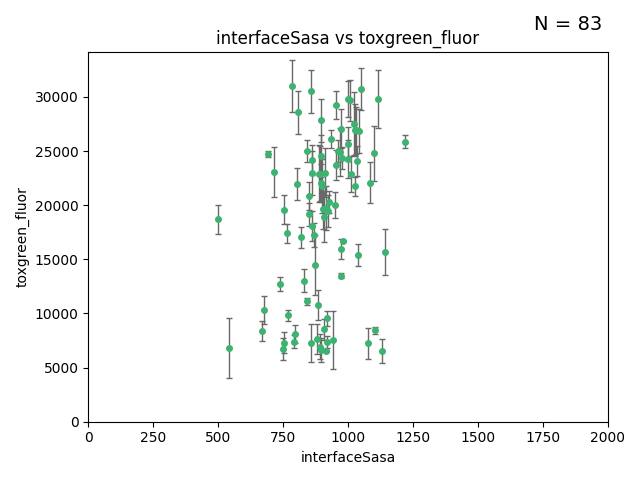 N = 83
interfaceSasa vs toxgreen_fluor
toxgreen_fluor
30000
25000
20000
15000
10000
5000
0
0 250 500 750 1000 1250 1500 1750 2000
interfaceSasa